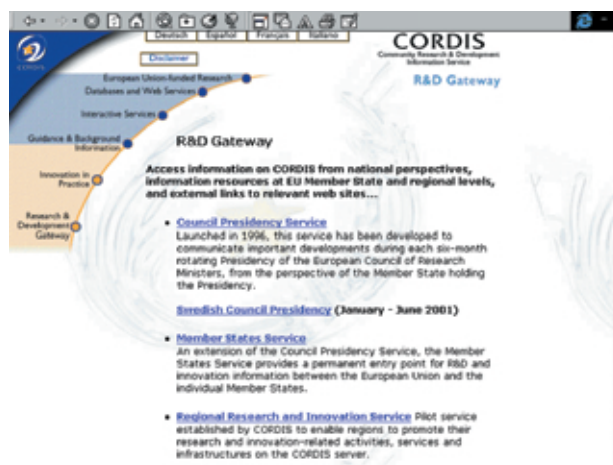 Deutsch Español Français Italiano
CORDIS
Community Research & Development
Information Service
R&D Gateway
CORDIS
Disclaimer
European Union-funded Research
Databases and Web Services
Interactive Services
Guidance & Background
Information
Innovation in
Practice
Research &
Development
Gateway
R&D Gateway
Access information on CORDIS from national perspectives,
information resources at EU Member State and regional levels,
and external links to relevant web sites...
• Council Presidency Service
Launched in 1996, this service has been developed to
communicate important developments during each six-month
rotating Presidency of the European Council of Research
Ministers, from the perspective of the Member State holding
the Presidency.
Swedish Council Presidency (January - June 2001)
• Member States Service
An extension of the Council Presidency Service, the Member
States Service provides a permanent entry point for R&D and
innovation information between the European Union and the
individual Member States.
• Regional Research and Innovation Service Pilot service
established by CORDIS to enable regions to promote their
research and innovation-related activities, services and
infrastructures on the CORDIS server.